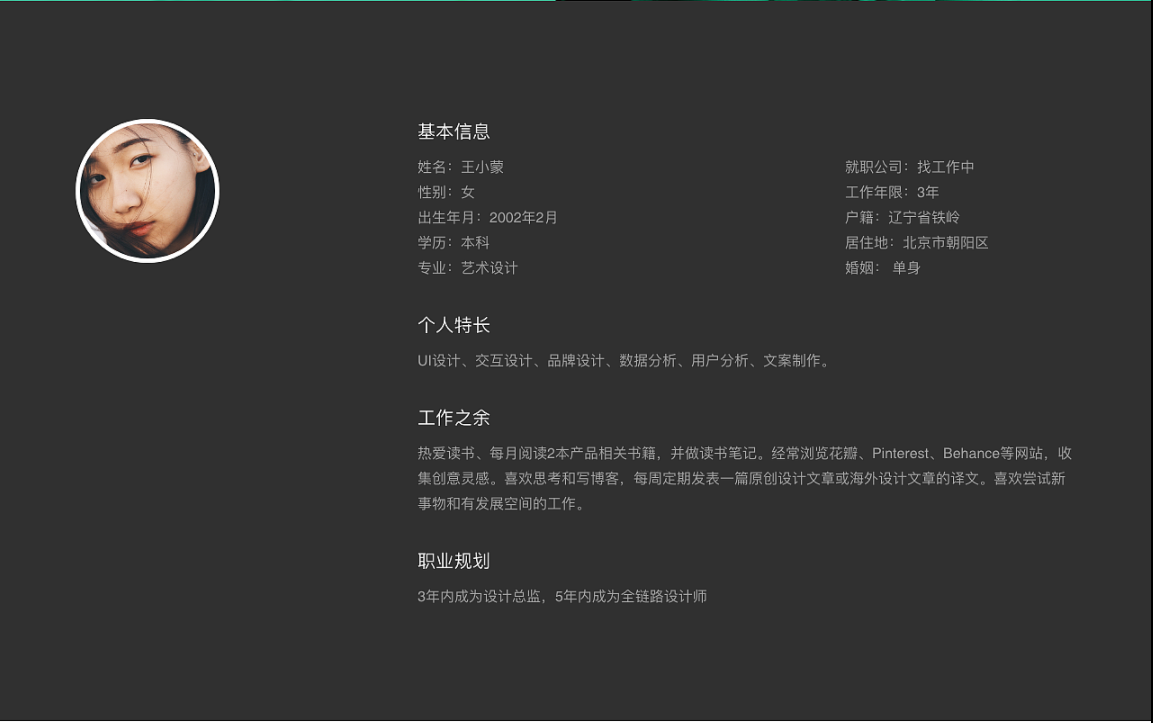 基本信息
姓名：王小蒙
就职公司：找工作中
性别：女
工作年限：3年
出生年月：2002年2月
户籍：辽宁省铁岭
学历：本科
居住地：北京市朝阳区
专业：艺术设计
婚姻： 单身
个人特长
UI设计、交互设计、品牌设计、数据分析、用户分析、文案制作。
工作之余
热爱读书、每月阅读2本产品相关书籍，并做读书笔记。经常浏览花瓣、Pinterest、Behance等网站，收
集创意灵感。喜欢思考和写博客，每周定期发表一篇原创设计文章或海外设计文章的译文。喜欢尝试新
事物和有发展空间的工作。
职业规划
3年内成为设计总监，5年内成为全链路设计师